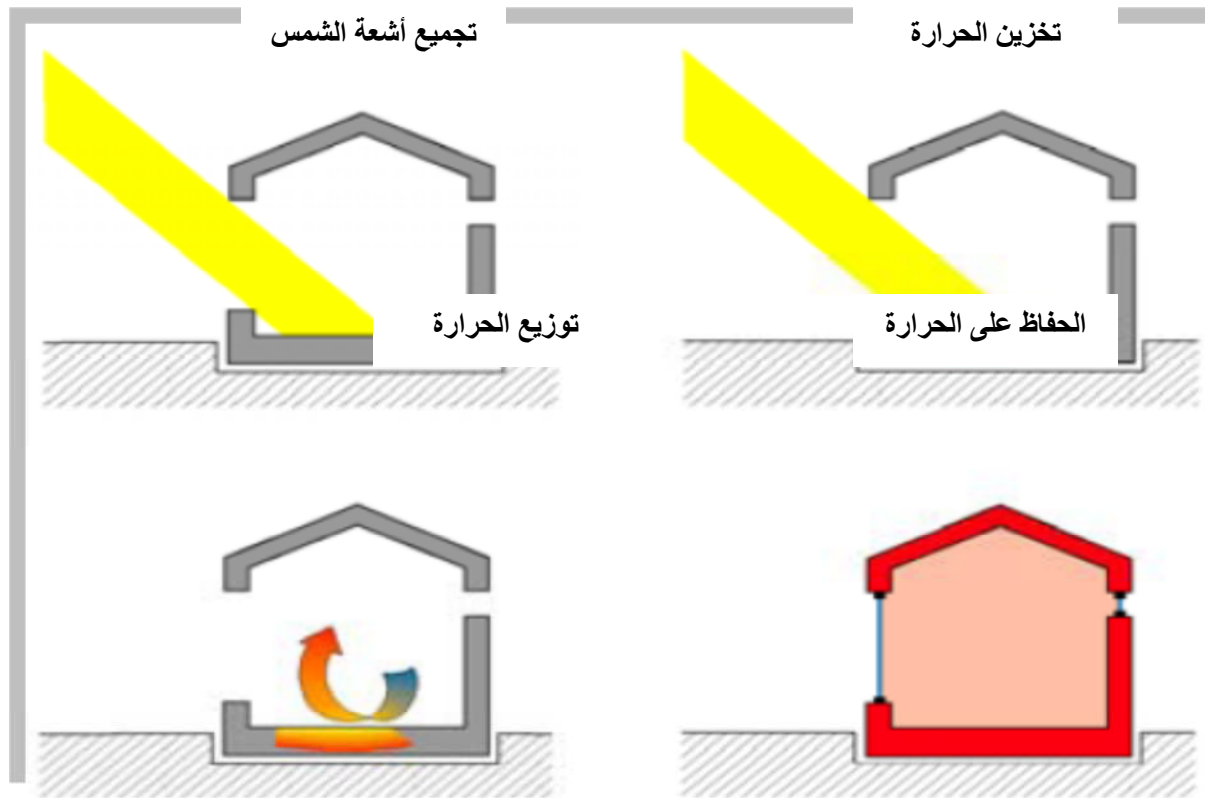 تخزين الحرارة
تجميع أشعة الشمس
الحفاظ على الحرارة
توزيع الحرارة